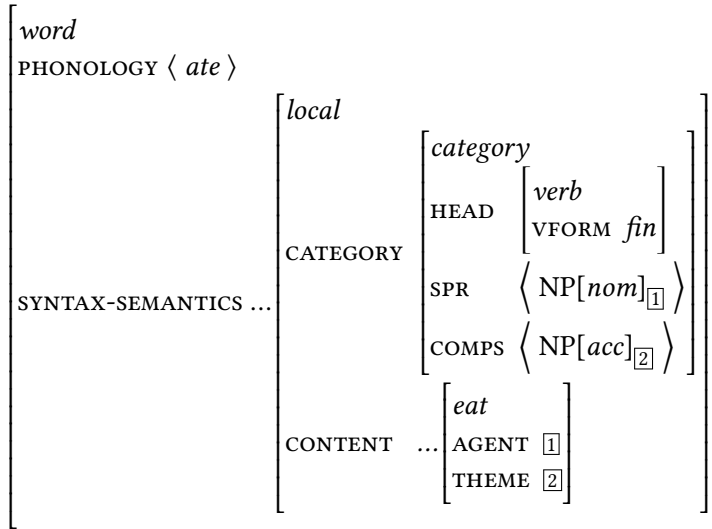 word
PHONOLOGY ⟨ ate ⟩
local
category
HEAD verb
VFORM fin
CATEGORY
SYNTAX-SEMANTICS ...
SPR ⟨ NP[nom]1 ⟩
COMPS ⟨ NP[acc]2 ⟩
eat
CONTENT ... AGENT 1
THEME 2